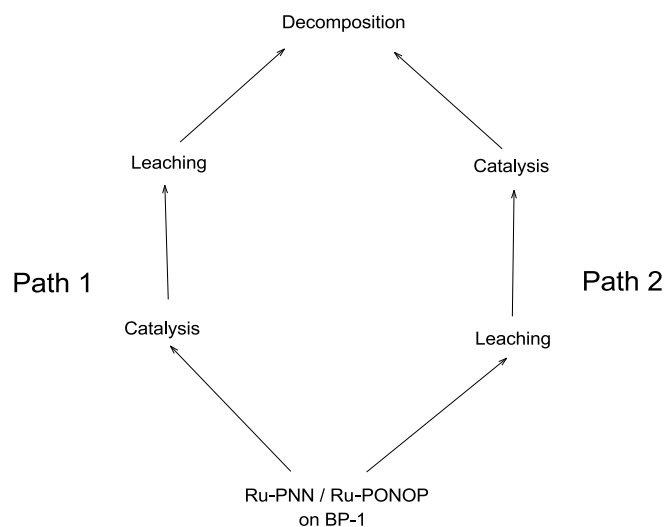 Decomposition
Leaching
Catalysis
Path 1
Path 2
Catalysis
Leaching
Ru-PNN / Ru-PONOP
on BP-1